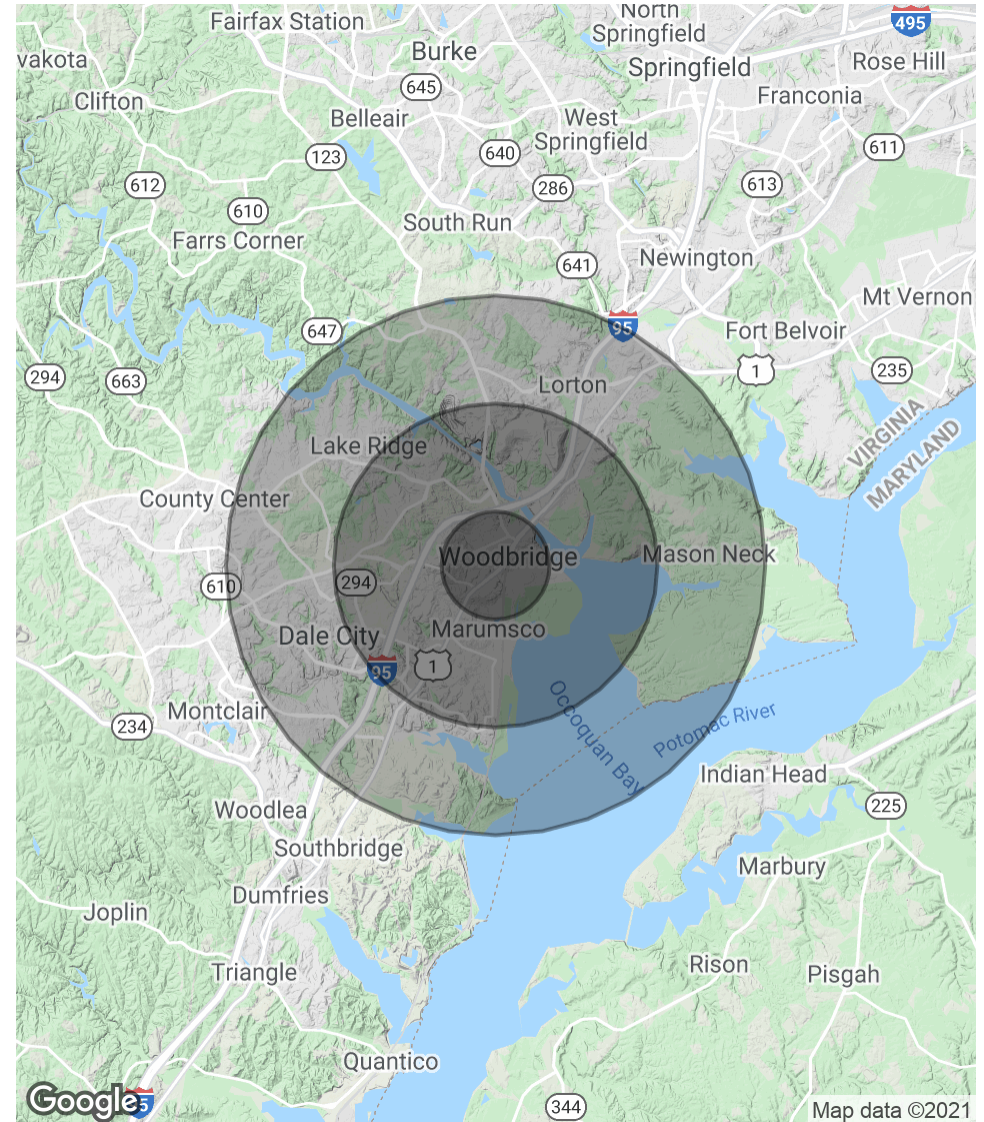 North
Springfield
495
Fairfax Station
Burke
vakota
Rose Hill
Springfield
645
Clifton
Franconia
Belleair
West
Springfield
611
640
123
612
286
613
610
South Run
Farrs Corner
641
Newington
Mt Vernon
647
95
Fort Belvoir
294
663
1
235
Lorton
VIRGINIA
MARYLAND
Lake Ridge
County Center
Woodbridge
Mason Neck
610
294
Marumsco
Dale City
1
95
Montclair
234
Occoquan Bay
Potomac River
Indian Head
Woodlea
225
Southbridge
Marbury
Dumfries
Joplin
Triangle
Rison
Pisgah
Quantico
Google
5
344
Map data ©2021